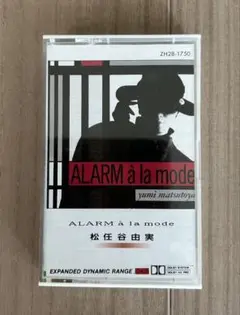 ZH28-1730
ALARM à la mode
yumi matsutoya
ALARM à la mode
松任谷由実
EXPANDED DYNAMIC RANGE